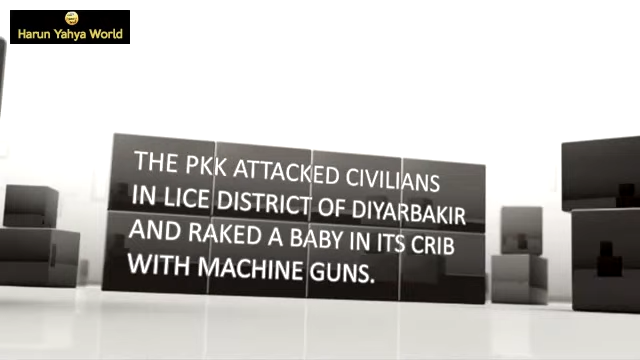 Harun Yahya World
THE PKK ATTACKED CIVILIANS
IN LICE DISTRICT OF DIYARBAKIR
AND RAKED A BABY IN ITS CRIB
WITH MACHINE GUNS.